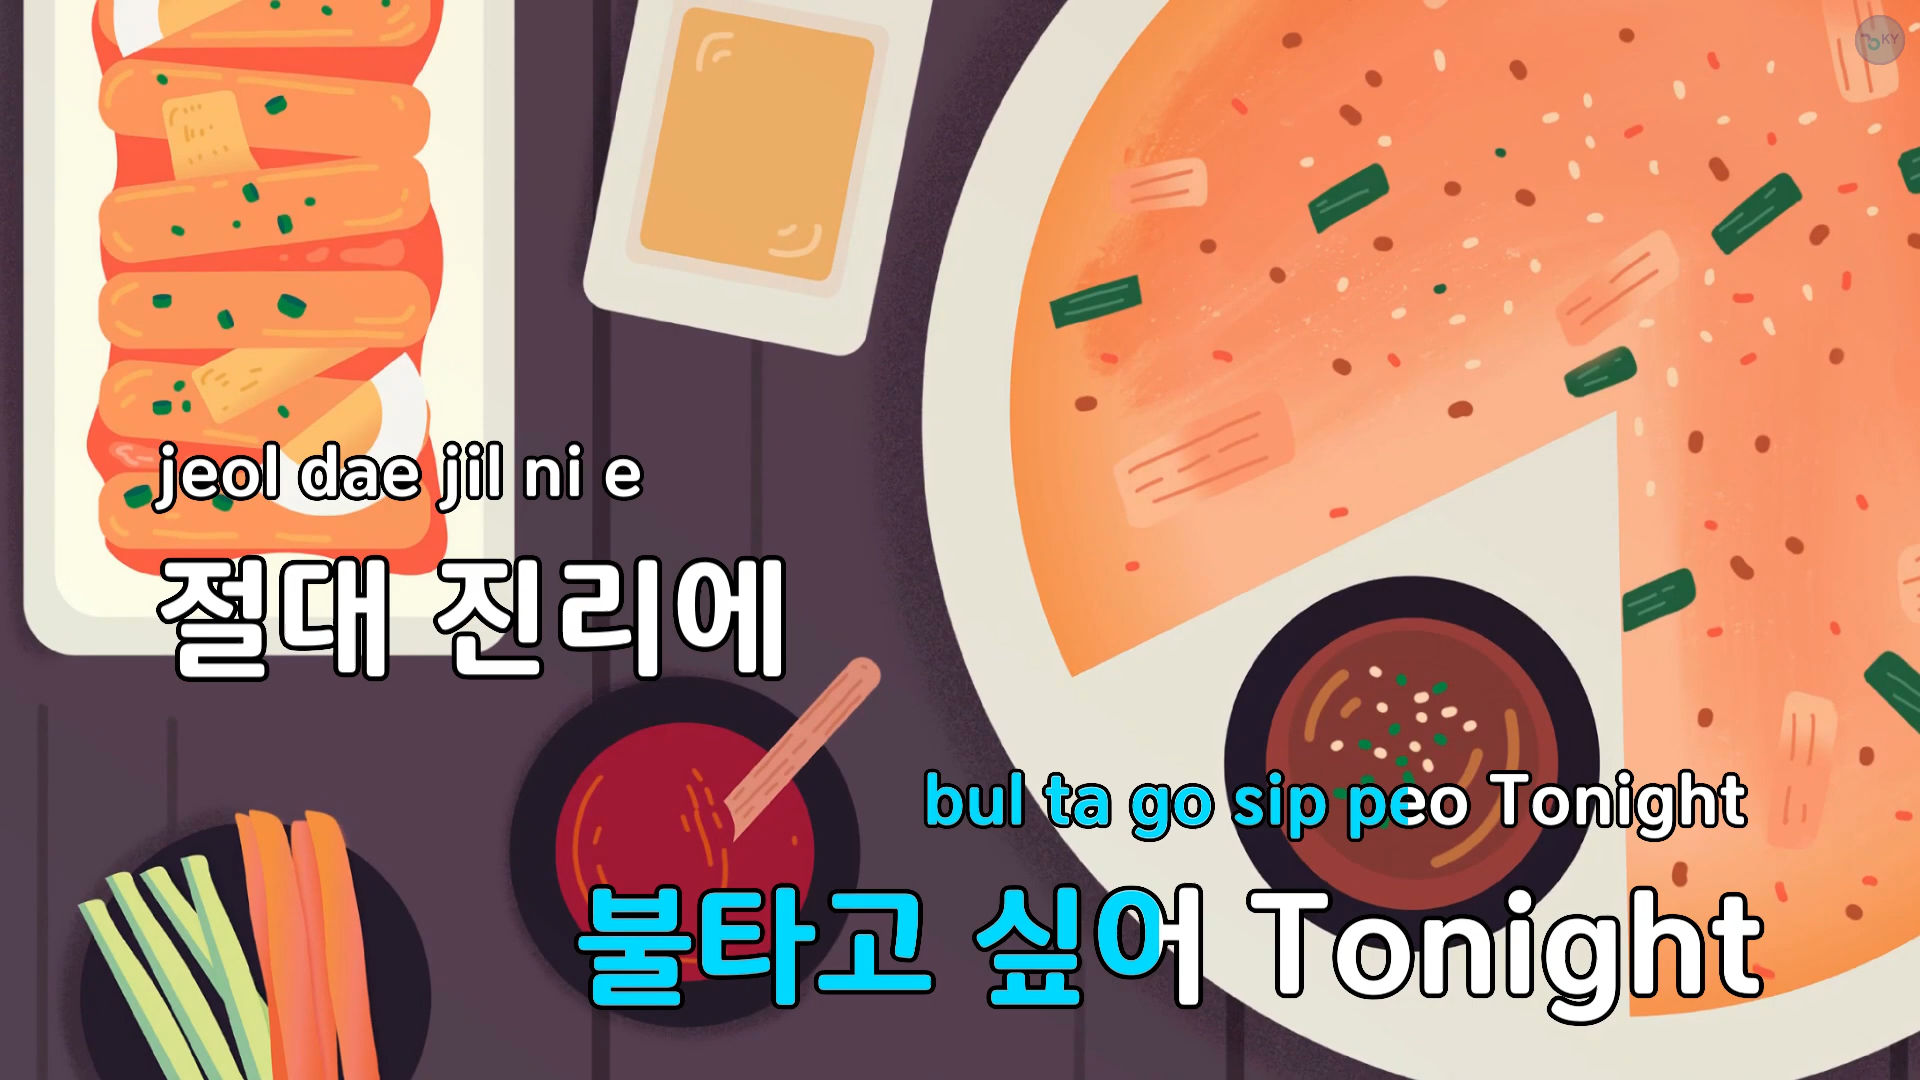 KY
jeol dae jil ni e
절대 진리에
bul ta go sip peo Tonight
불타고 싶어 Tonight